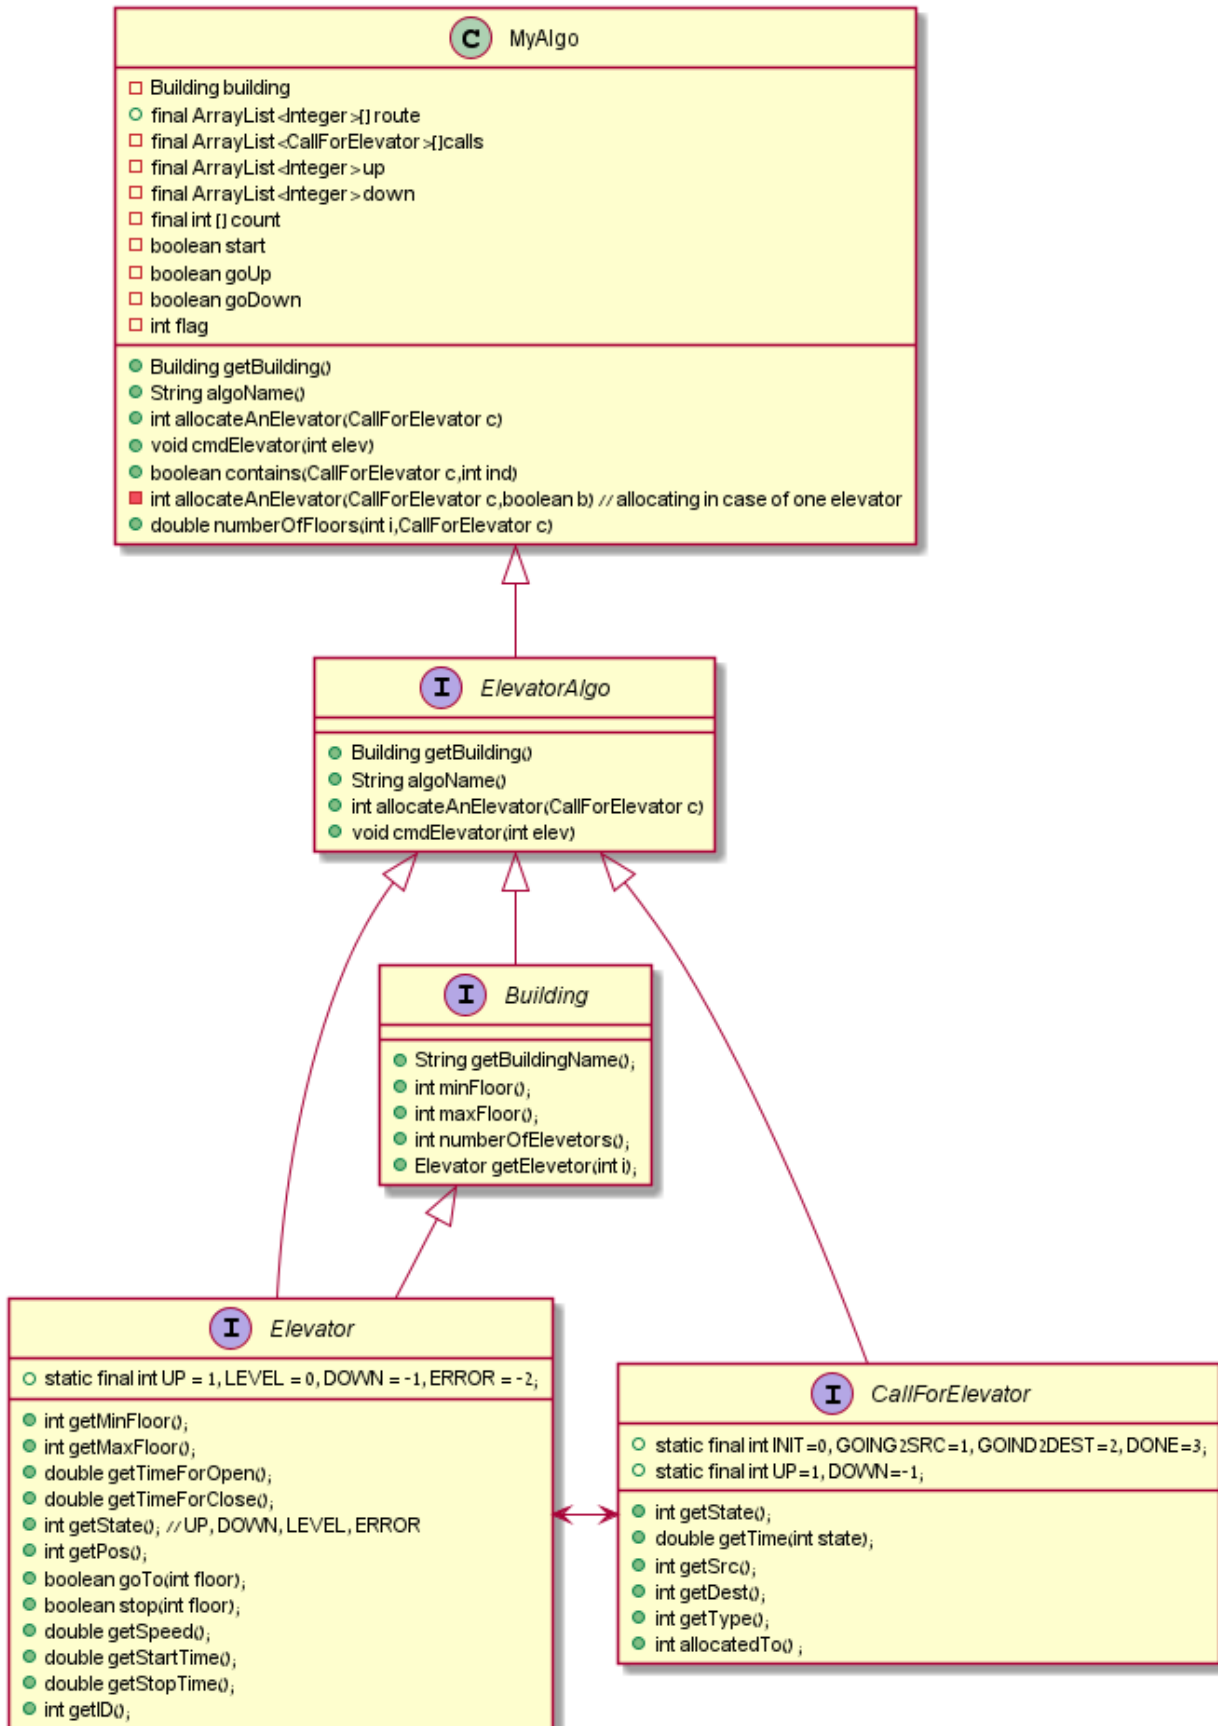 C MyAlgo
Building building
final ArrayList<Integer>[] route
final ArrayList<CallForElevator>[]calls
final ArrayList<Integer> up
final ArrayList<Integer> down
final int [] count
boolean start
boolean goUp
boolean goDown
int flag
Building getBuilding()
String algoName()
int allocateAnElevator(CallForElevator c)
void cmdElevator(int elev)
boolean contains(CallForElevator c,int ind)
int allocateAnElevator(CallForElevator c,boolean b) // allocating in case of one elevator
double numberOfFloors(int i,CallForElevator c)
I ElevatorAlgo
Building getBuilding()
String algoName()
int allocateAnElevator(CallForElevator c)
void cmdElevator(int elev)
I Building
String getBuildingName();
int minFloor();
int maxFloor();
int numberOfElevetors();
Elevator getElevetor(int i);
I Elevator
static final int UP = 1, LEVEL = 0, DOWN = -1, ERROR = -2;
int getMinFloor();
int getMaxFloor();
double getTimeForOpen();
double getTimeForClose();
int getState(); // UP, DOWN, LEVEL, ERROR
int getPos();
boolean goTo(int floor);
boolean stop(int floor);
double getSpeed();
double getStartTime();
double getStopTime();
int getID();
I CallForElevator
static final int INIT=0, GOING2SRC=1, GOIND2DEST=2, DONE=3;
static final int UP=1, DOWN=-1;
int getState();
double getTime(int state);
int getSrc();
int getDest();
int getType();
int allocatedTo() ;